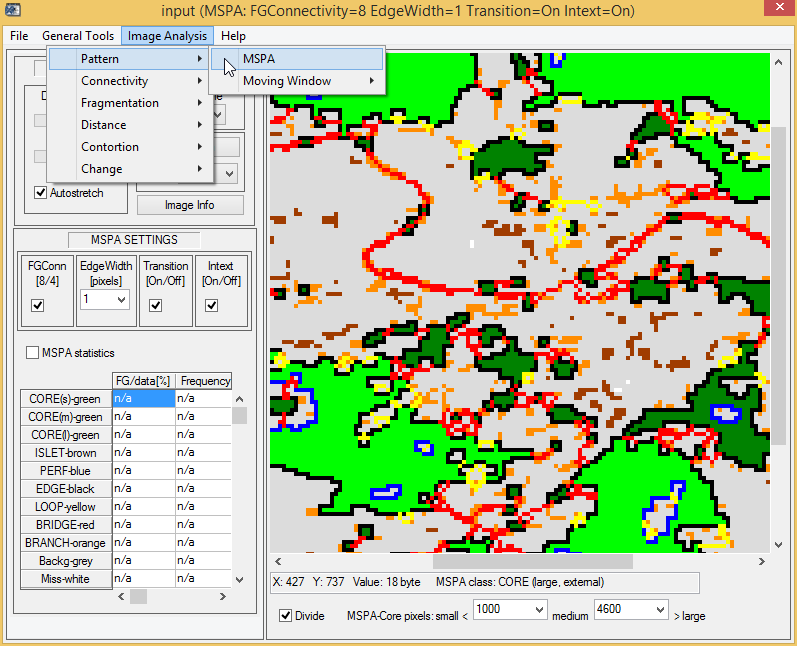 input (MSPA: FGConnectivity=8 EdgeWidth=1 Transition=On Intext=On)
File General Tools Image Analysis Help
Pattern
MSPA
Connectivity
Moving Window
Fragmentation
Distance
Contortion
Change
Autostretch
Image Info
MSPA SETTINGS
FGConn EdgeWidth Transition Intext
[8/4] [pixels] [On/Off] [On/Off]
1
MSPA statistics
FG/data[%] Frequency
CORE(s)-green n/a n/a
CORE(m)-green n/a n/a
CORE(l)-green n/a n/a
ISLET-brown n/a n/a
PERF-blue n/a n/a
EDGE-black n/a n/a
LOOP-yellow n/a n/a
BRIDGE-red n/a n/a
BRANCH-orange n/a n/a
Backg-grey n/a n/a
Miss-white n/a n/a
X: 427 Y: 737 Value: 18 byte MSPA class: CORE (large, external)
Divide MSPA-Core pixels: small < 1000 medium 4600 > large